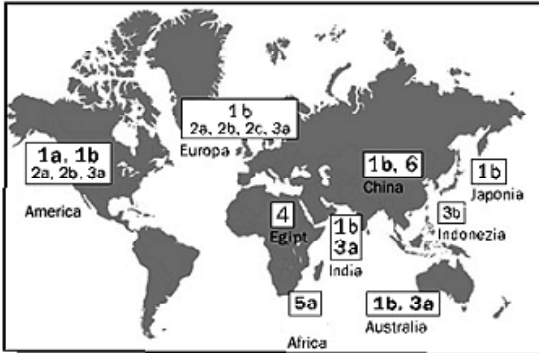 1b
2a, 2b, 2c, 3a
Europa
1a, 1b
2a, 2b, 3a
America
1b, 6
China
1b
Japonia
4
Egipt
1b
3a
India
3b
Indonezia
5a
Africa
1b, 3a
Australia